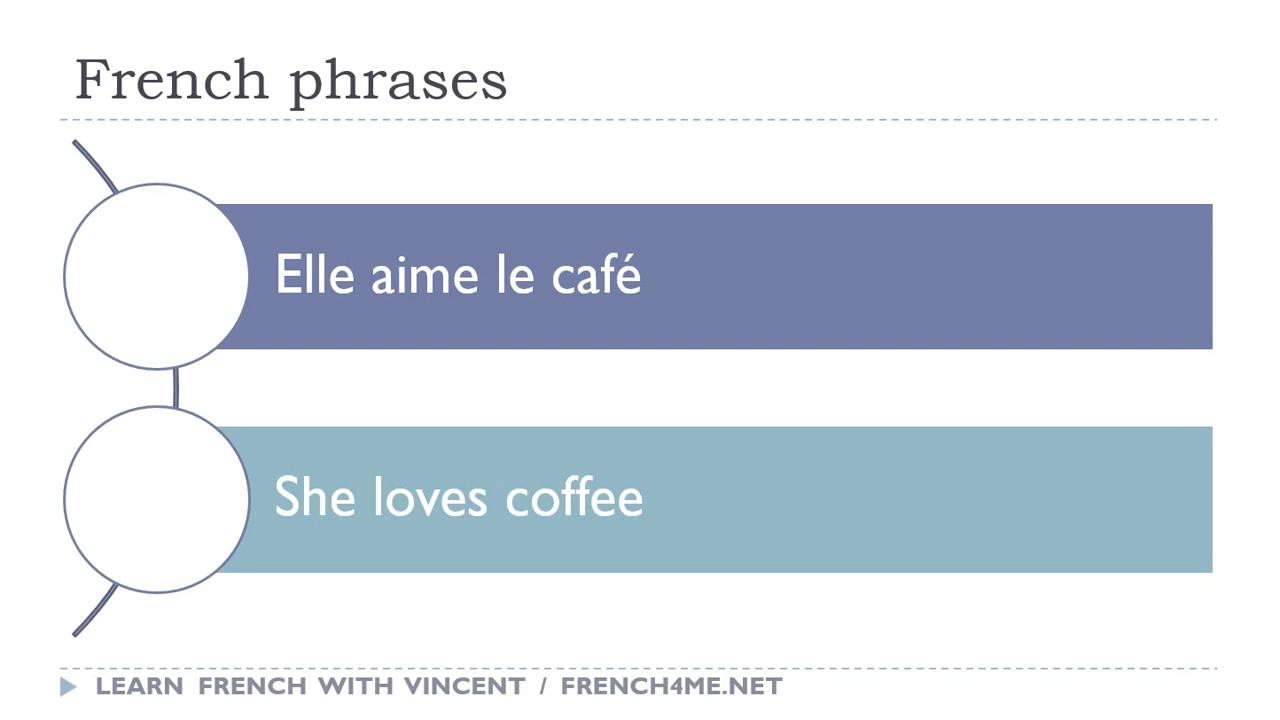 French phrases
Elle aime le café
She loves coffee
LEARN FRENCH WITH VINCENT / FRENCH4ME.NET